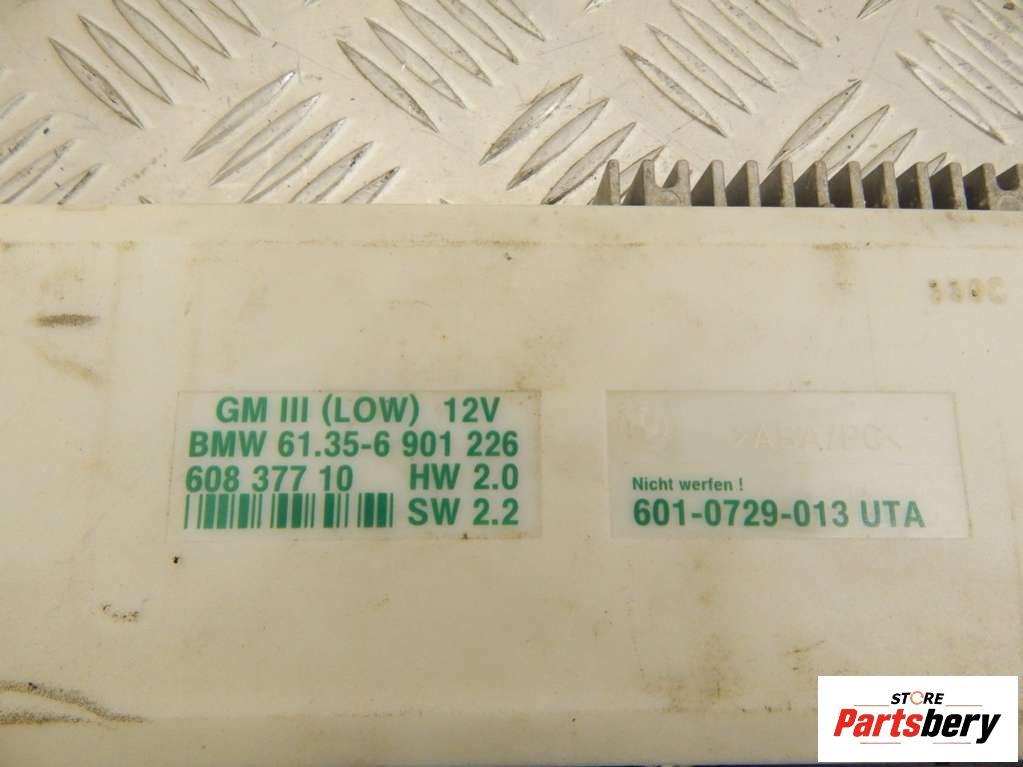 GM III (LOW) 12V
BMW 61.35-6 901 226
608 377 10 HW 2.0
SW 2.2
Nicht werfen !
601-0729-013 UTA
STORE
Partsbery